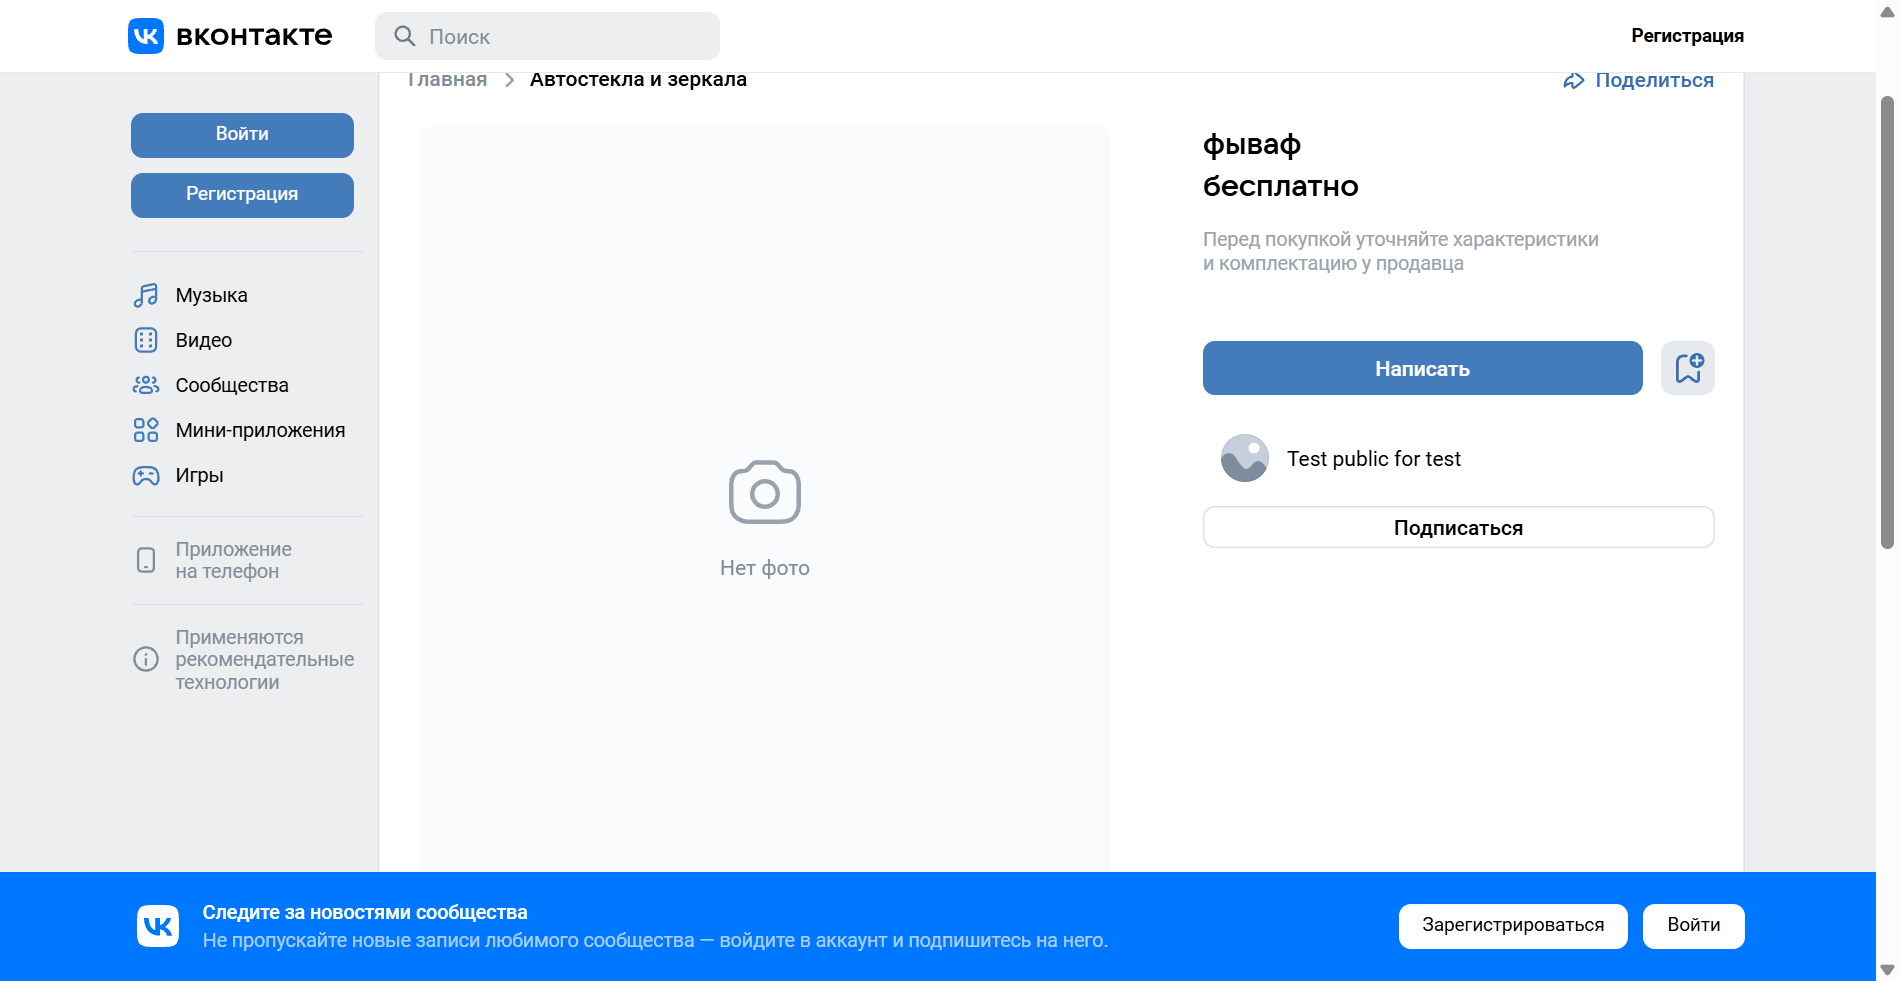 вконтакте
Поиск
Регистрация
Главная
Автостекла и зеркала
Поделиться
Войти
Регистрация
Музыка
Видео
Сообщества
Мини-приложения
Игры
Приложение
на телефон
Применяются
рекомендательные
технологии
Нет фото
фываф
бесплатно
Перед покупкой уточняйте характеристики
и комплектацию у продавца
Написать
Test public for test
Подписаться
Следите за новостями сообщества
Не пропускайте новые записи любимого сообщества — войдите в аккаунт и подпишитесь на него.
Зарегистрироваться
Войти